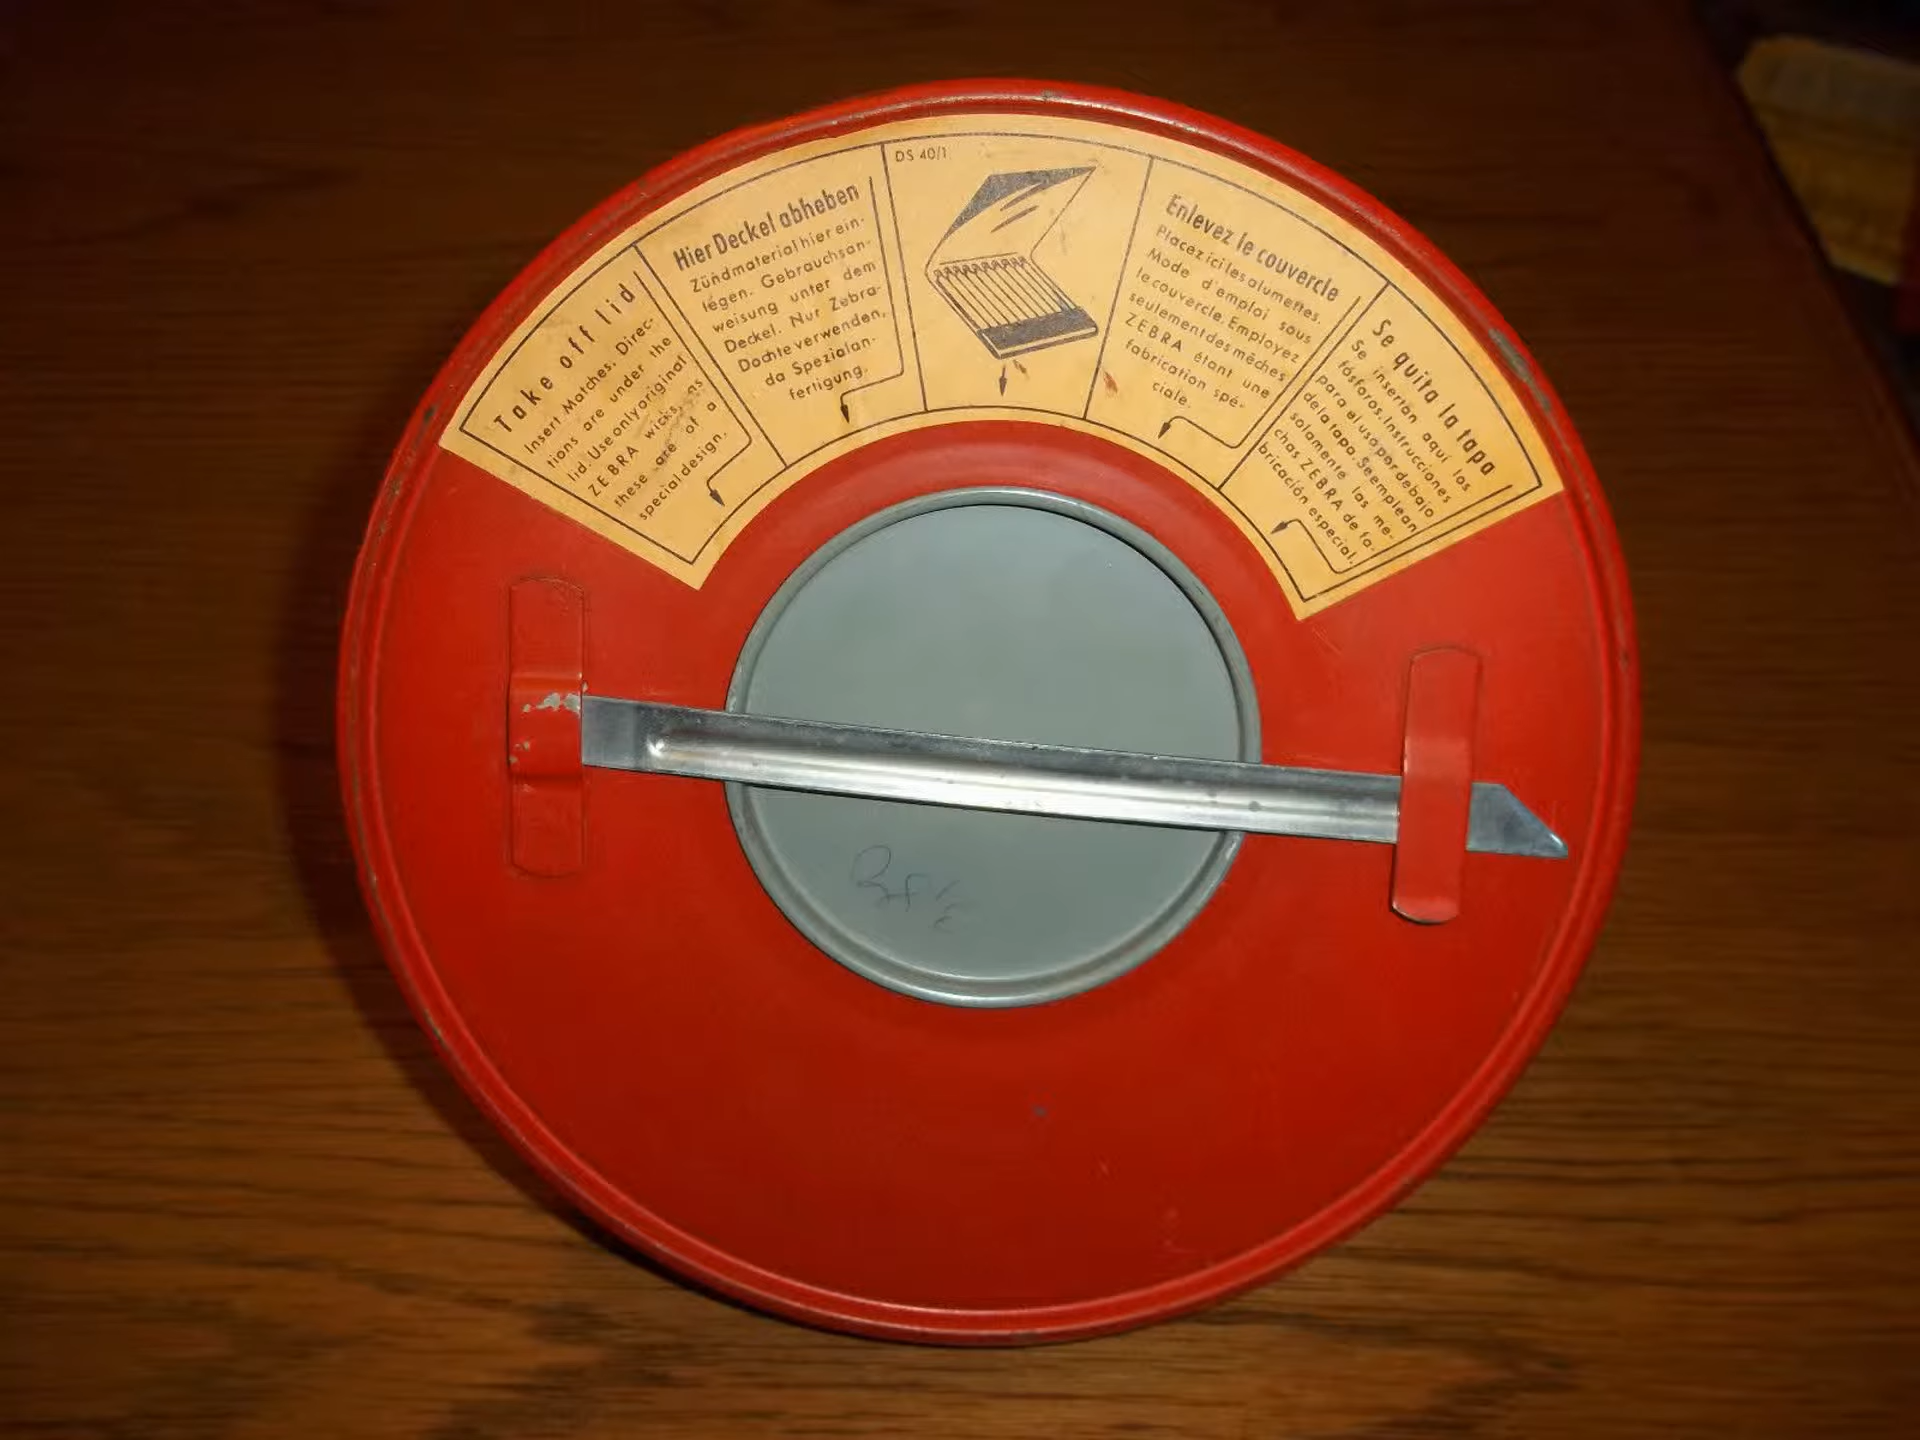 Take off lid
Insert Matches. Direc-
tions are under the
lid. Use only original
ZEBRA wicks, as
these are of a
special design.
Hier Deckel abheben
Zündmaterial hier ein-
legen. Gebrauchsan-
weisung unter dem
Deckel. Nur Zebra-
Dochte verwenden,
da Spezialan-
fertigung.
DS 40/1
Enlevez le couvercle
Placez ici les alumettes.
Mode d'emploi sous
le couvercle. Employez
seulement des mêches
ZEBRA étant une
fabrication spé-
ciale.
Se quita la tapa
Se insertan aquí los
fósforos. Instrucciones
para el uso por debajo
de la tapa. Se emplean
solamente las me-
chas ZEBRA de fa-
bricación especial.